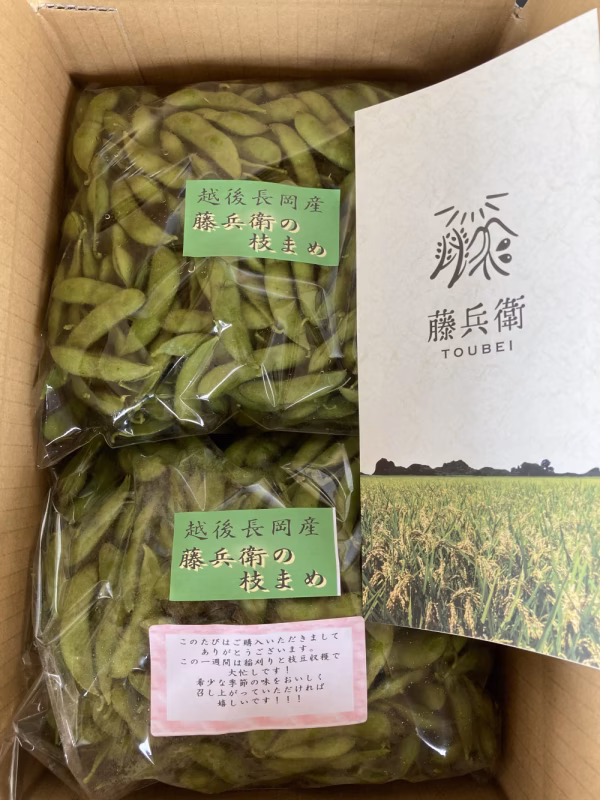 越後長岡産
藤兵衛の
枝まめ
藤兵衛
TOUBEI
越後長岡産
藤兵衛の
枝まめ
このたびはご購入いただきまして
ありがとうございます。
この一週間は稲刈りと枝豆収穫で
大忙しです！
希少な季節の味をおいしく
召し上がっていただければ
嬉しいです！！！